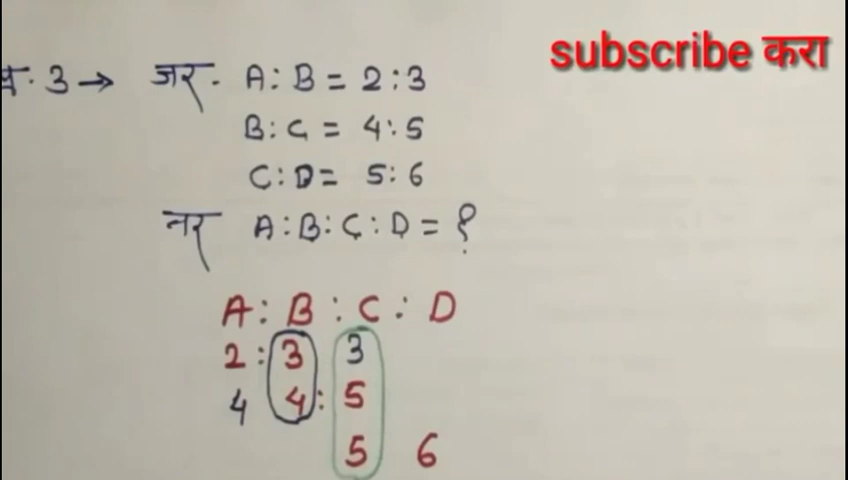 subscribe करा
प्र. 3 → जर. A : B = 2 : 3
B : C = 4 : 5
C : D = 5 : 6
तर A : B : C : D = ?
A : B : C : D
2 : 3 3
4 4 : 5
5 6